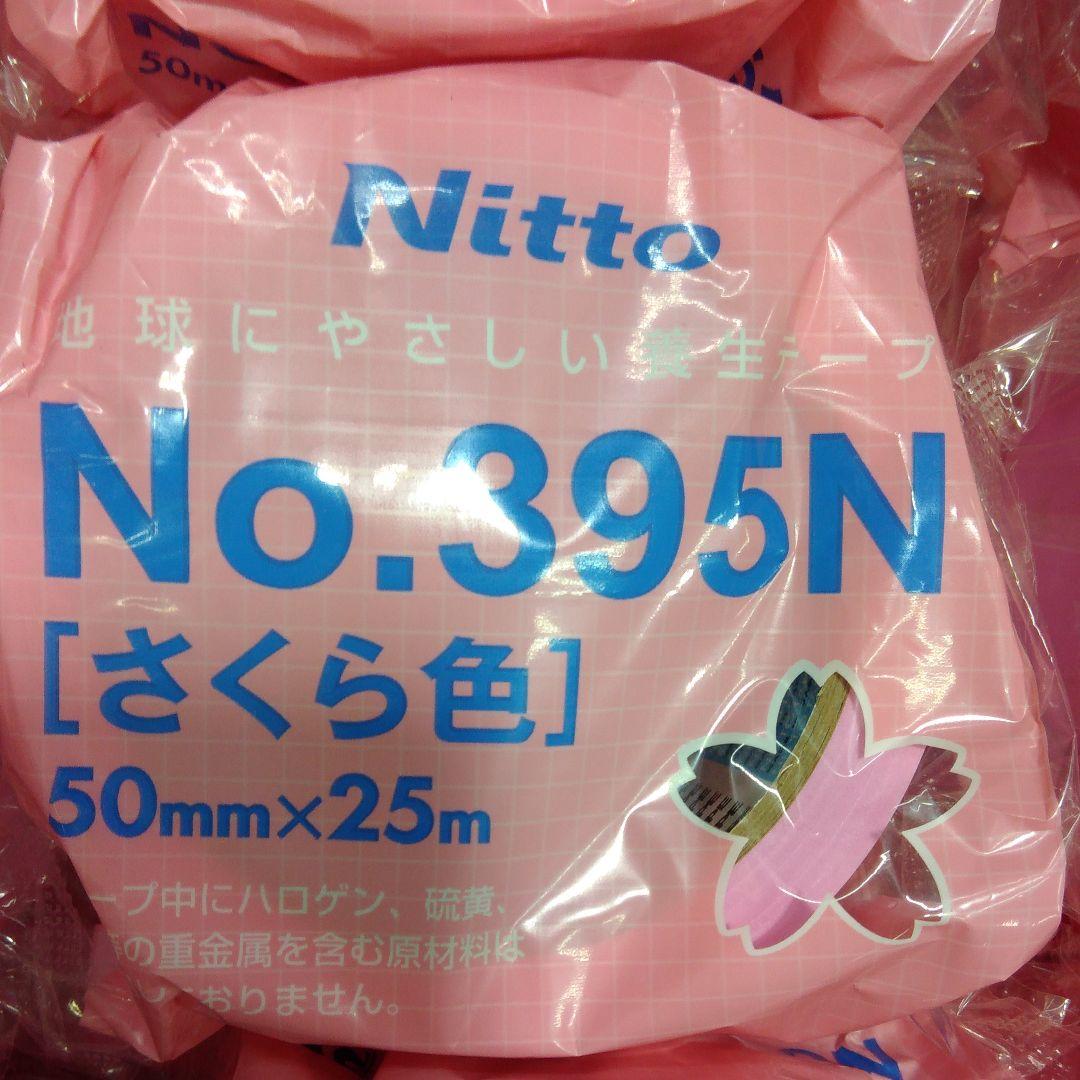 50m
Nitto
地球にやさしい養生テープ
No.395N
[さくら色]
50mm×25m
ープ中にハロゲン、硫黄、
の重金属を含む原材料は
おりません。